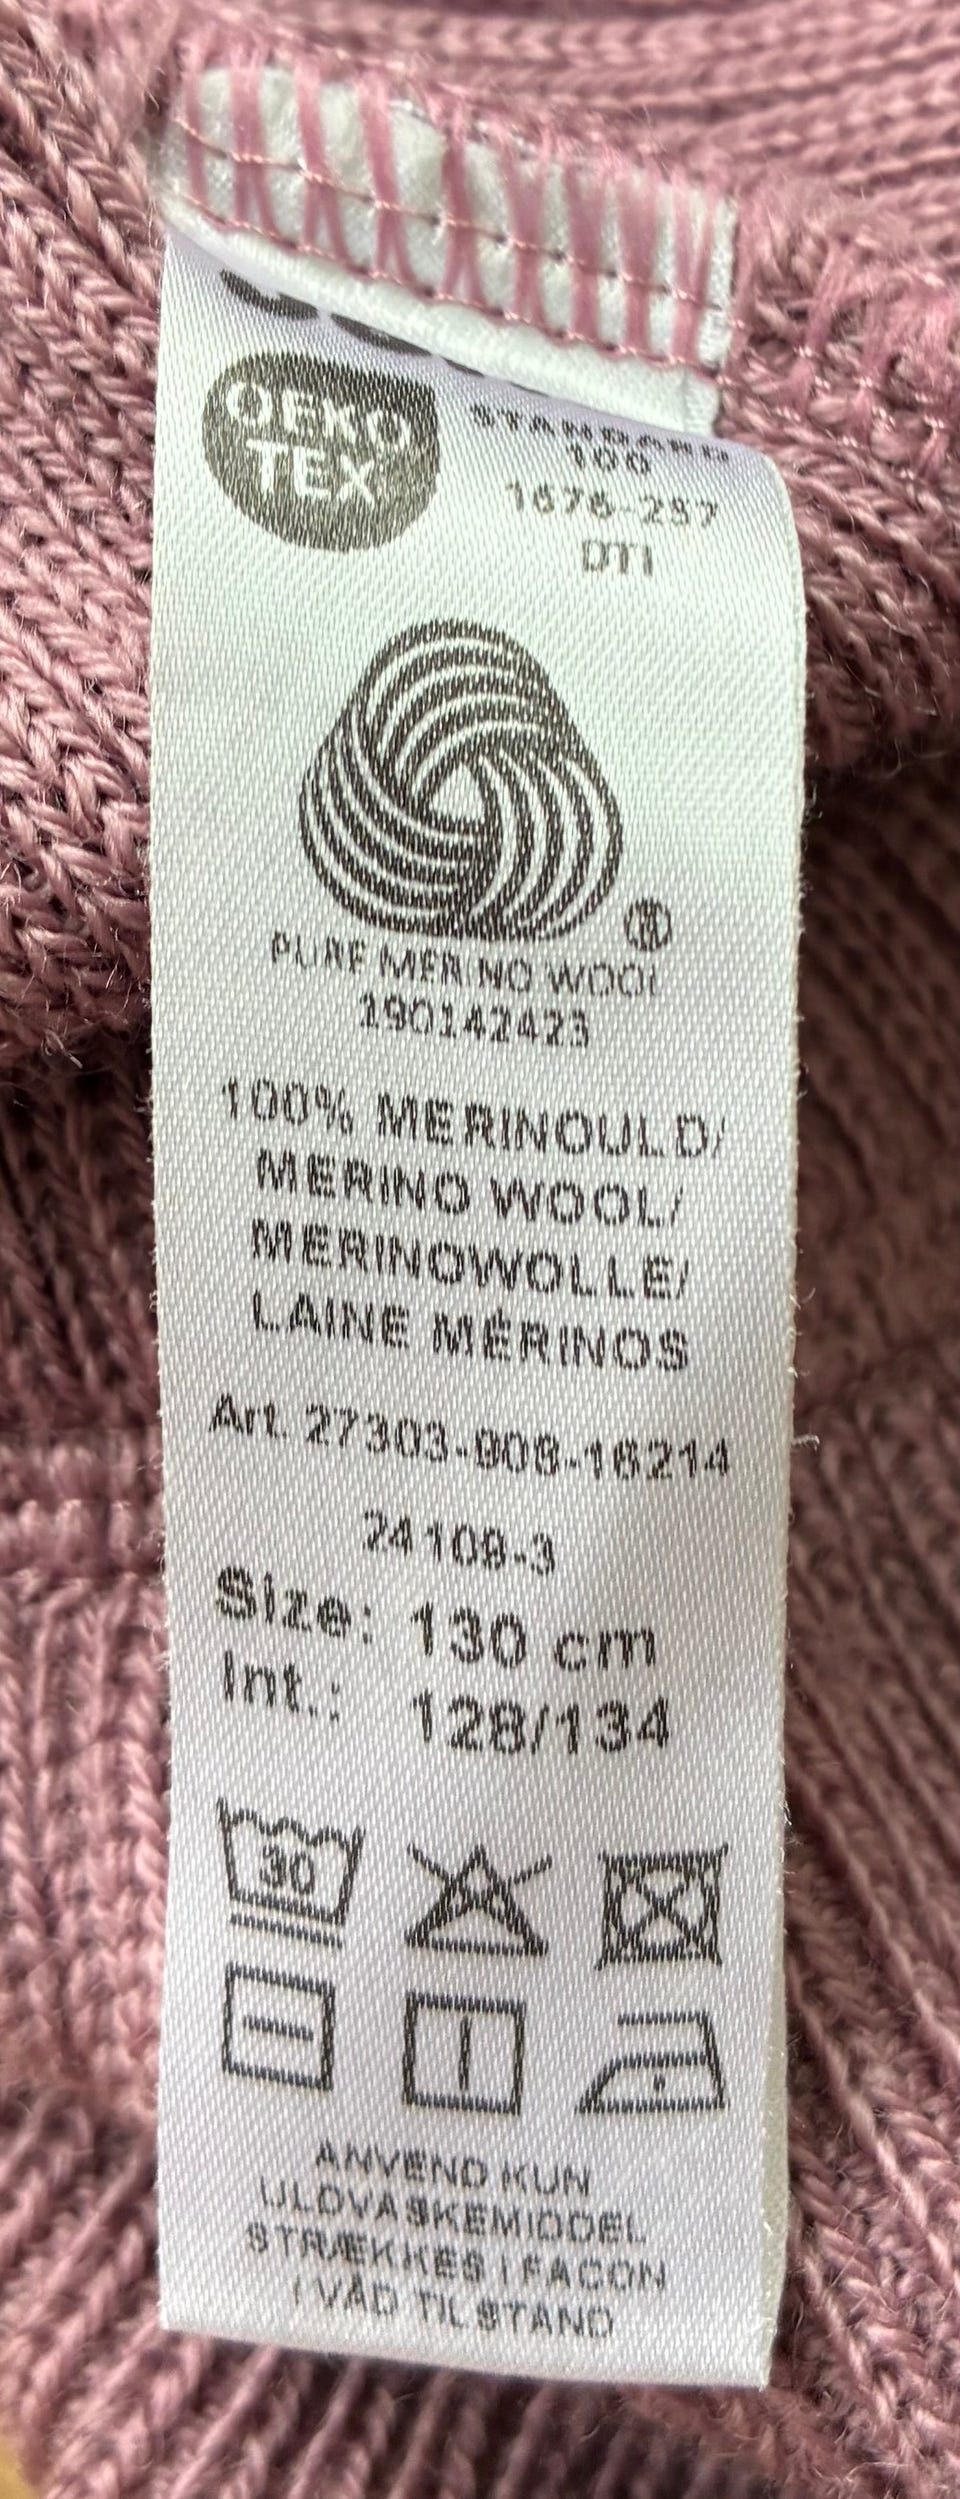 OEKO
TEX
STANDARD
100
1676-287
DTI
®
PURE MERINO WOOL
190142423
100% MERINOULD/
MERINO WOOL/
MERINOWOLLE/
LAINE MÉRINOS
Art. 27303-908-16214
24109-3
Size: 130 cm
Int.: 128/134
30
ANVEND KUN
ULDVASKEMIDDEL
STRÆKKES I FACON
I VÅD TILSTAND